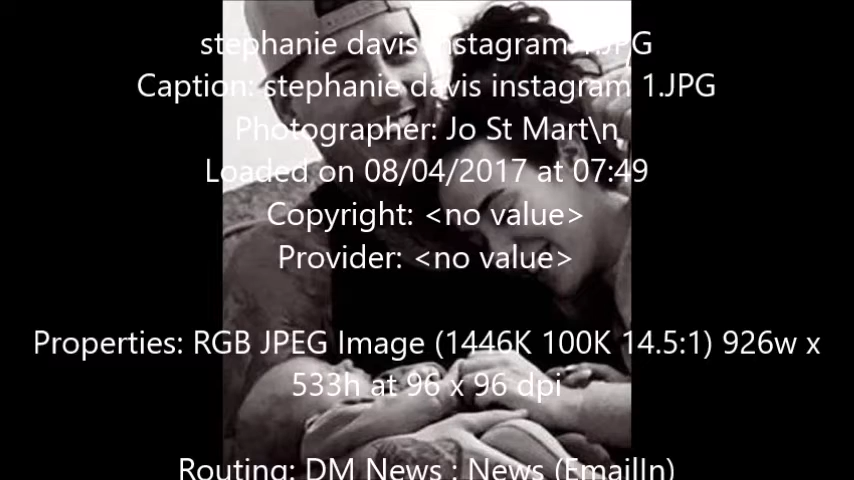 stephanie davis instagram 1.JPG
Caption: stephanie davis instagram 1.JPG
Photographer: Jo St Mart\n
Loaded on 08/04/2017 at 07:49
Copyright: <no value>
Provider: <no value>
Properties: RGB JPEG Image (1446K 100K 14.5:1) 926w x
533h at 96 x 96 dpi
Routing: DM News : News (EmailIn)